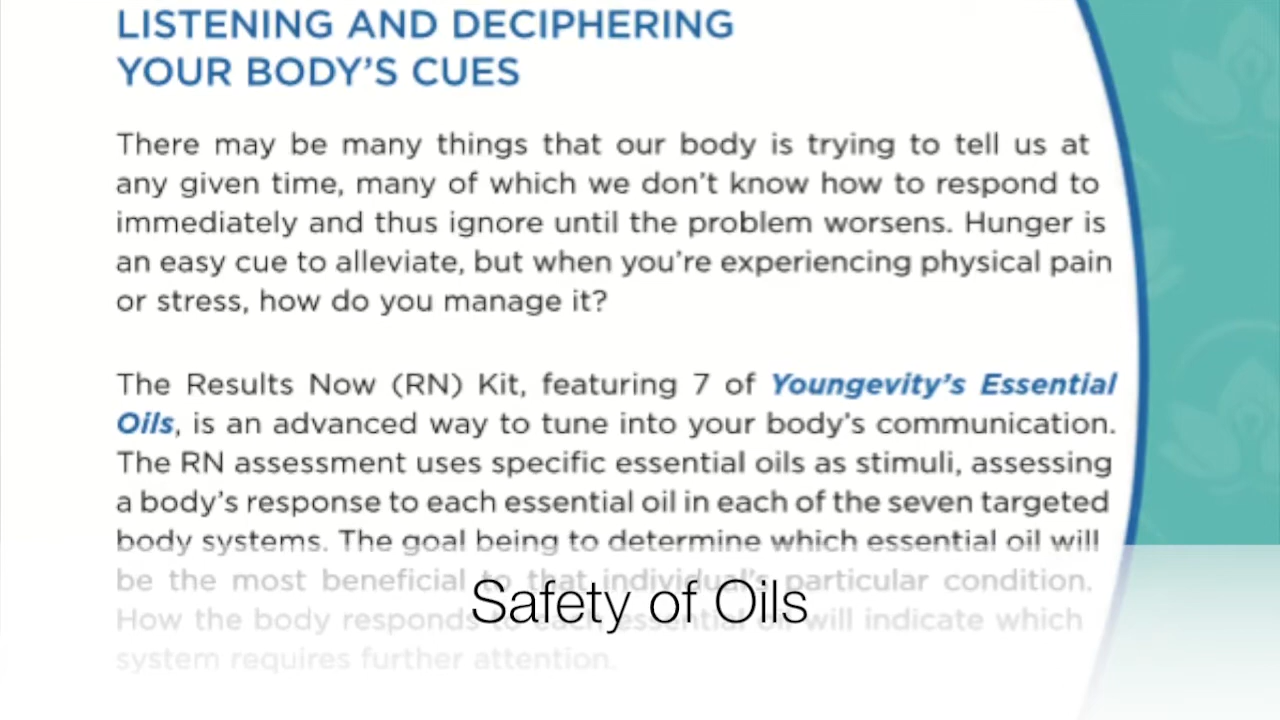 LISTENING AND DECIPHERING
YOUR BODY'S CUES
There may be many things that our body is trying to tell us at
any given time, many of which we don't know how to respond to
immediately and thus ignore until the problem worsens. Hunger is
an easy cue to alleviate, but when you're experiencing physical pain
or stress, how do you manage it?
The Results Now (RN) Kit, featuring 7 of Youngevity's Essential
Oils, is an advanced way to tune into your body's communication.
The RN assessment uses specific essential oils as stimuli, assessing
a body's response to each essential oil in each of the seven targeted
body systems. The goal being to determine which essential oil will
be the most beneficial to that individual's particular condition.
How the body responds to each essential oil will indicate which
system requires further attention.
Safety of Oils